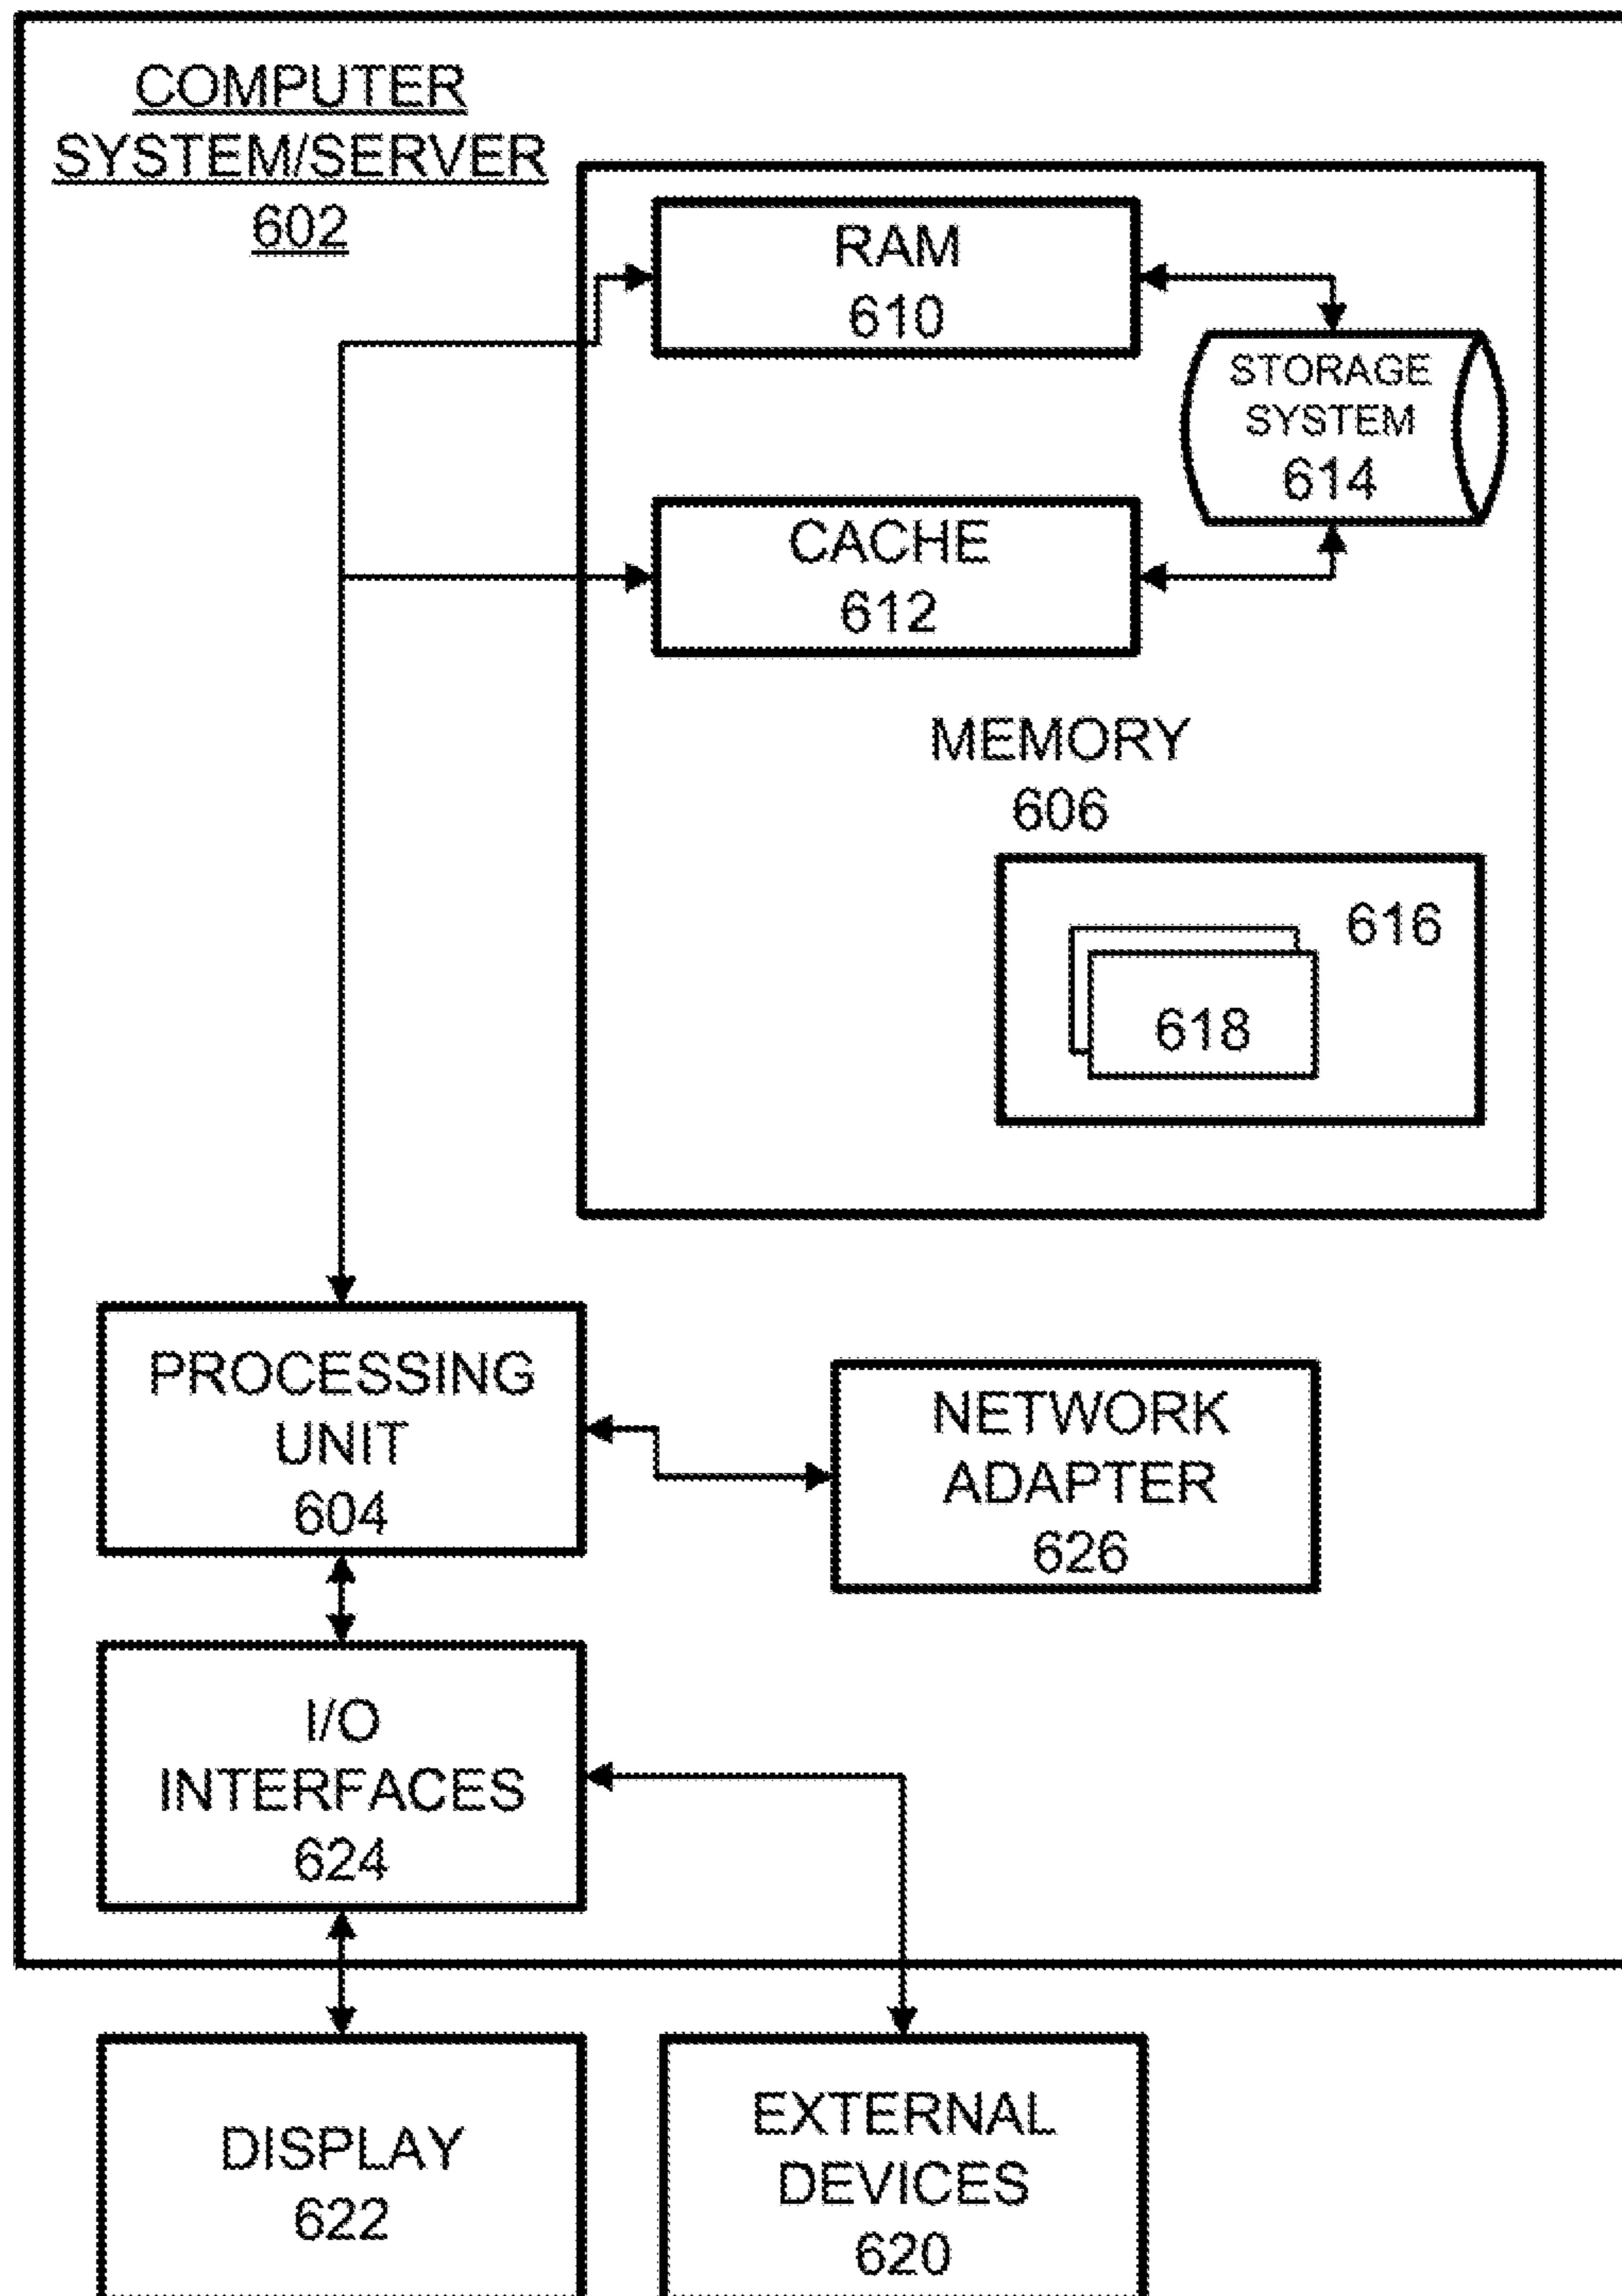 COMPUTER
SYSTEM/SERVER
602
RAM
610
STORAGE
SYSTEM
614
CACHE
612
MEMORY
606
616
618
PROCESSING
UNIT
604
NETWORK
ADAPTER
626
I/O
INTERFACES
624
DISPLAY
622
EXTERNAL
DEVICES
620